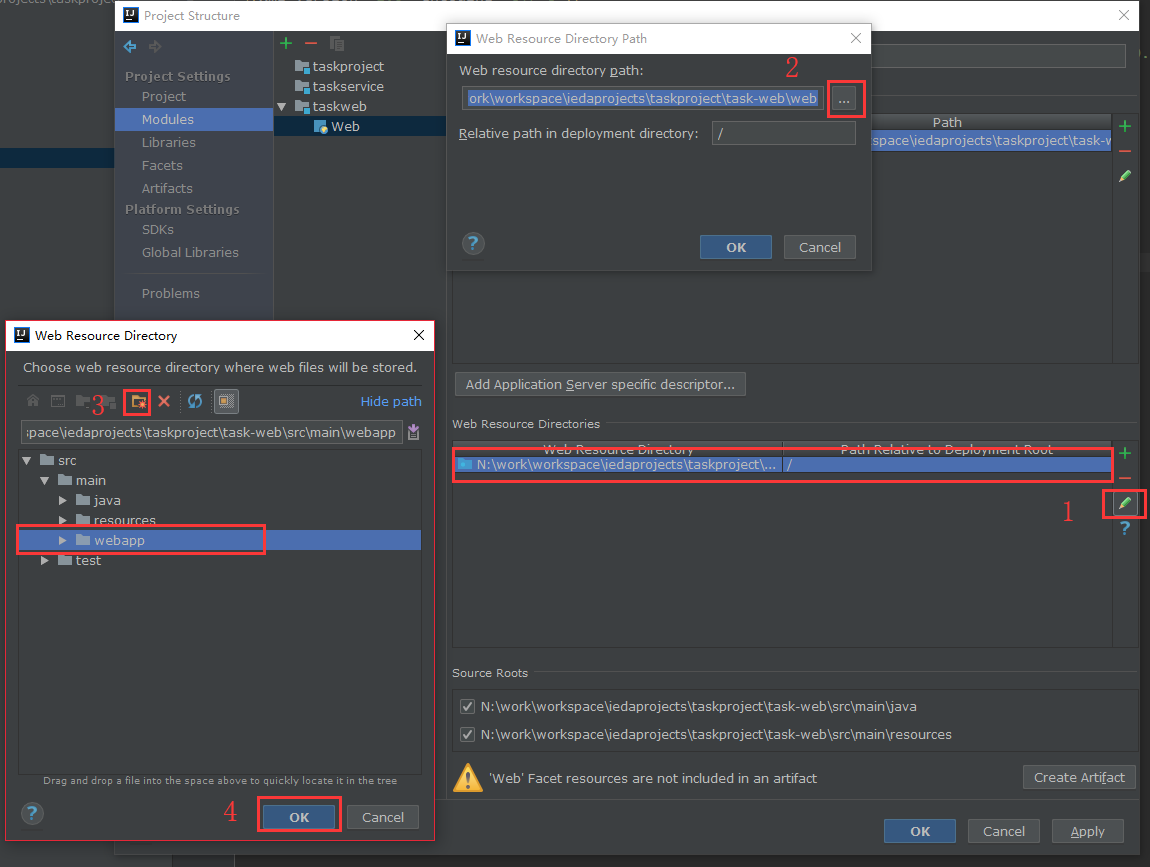 Project Structure
Project Settings
Project
Modules
Libraries
Facets
Artifacts
Platform Settings
SDKs
Global Libraries
Problems
taskproject
taskservice
taskweb
Web
Web Resource Directory Path
Web resource directory path:
2
ork\workspace\iedaprojects\taskproject\task-web\web
...
Relative path in deployment directory:
/
?
OK
Cancel
Path
space\iedaprojects\taskproject\task-w
Add Application Server specific descriptor...
Web Resource Directories
Web Resource Directory
Path Relative to Deployment Root
N:\work\workspace\iedaprojects\taskproject\...
/
1
?
Source Roots
N:\work\workspace\iedaprojects\taskproject\task-web\src\main\java
N:\work\workspace\iedaprojects\taskproject\task-web\src\main\resources
'Web' Facet resources are not included in an artifact
Create Artifact
OK
Cancel
Apply
Web Resource Directory
Choose web resource directory where web files will be stored.
3
Hide path
space\iedaprojects\taskproject\task-web\src\main\webapp
src
main
java
resources
webapp
test
Drag and drop a file into the space above to quickly locate it in the tree
?
4
OK
Cancel